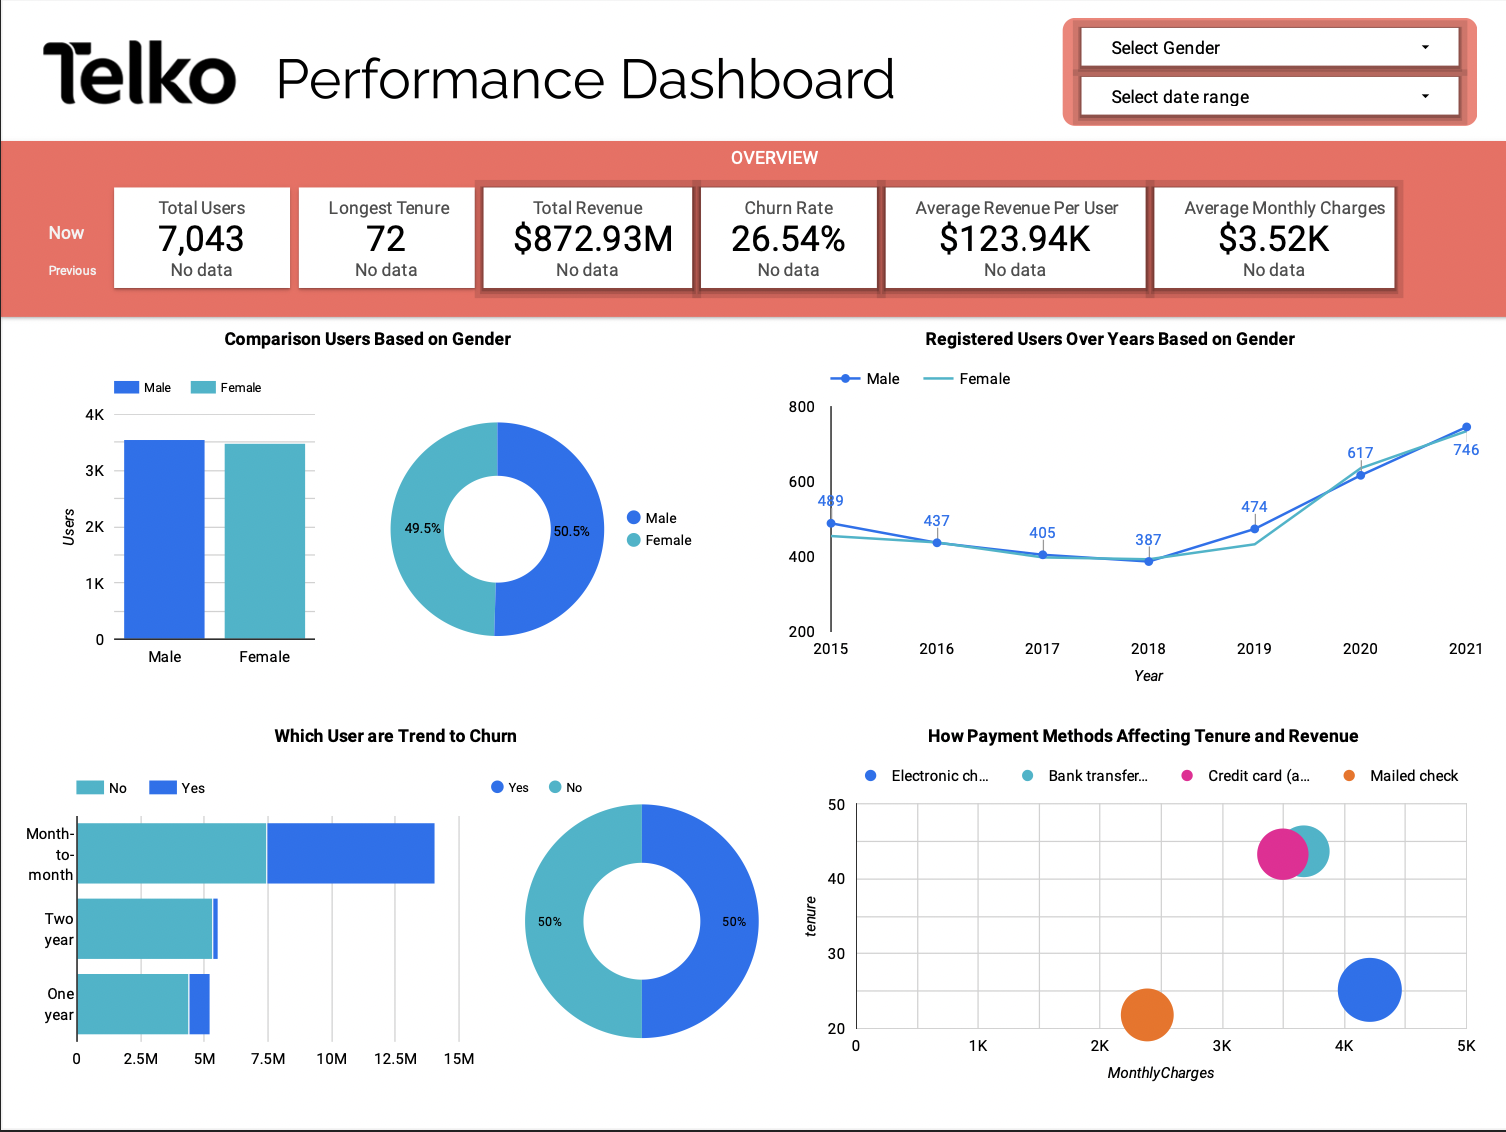 Telko
Performance Dashboard
Select Gender
Select date range
OVERVIEW
Now
Previous
Total Users
7,043
No data
Longest Tenure
72
No data
Total Revenue
$872.93M
No data
Churn Rate
26.54%
No data
Average Revenue Per User
$123.94K
No data
Average Monthly Charges
$3.52K
No data
Comparison Users Based on Gender
Male Female
4K
3K
2K
1K
0
Users
Male Female
49.5%
50.5%
Male
Female
Registered Users Over Years Based on Gender
Male Female
800
600
400
200
489
437
405
387
474
617
746
2015 2016 2017 2018 2019 2020 2021
Year
Which User are Trend to Churn
No Yes
Month-
to-
month
Two
year
One
year
0 2.5M 5M 7.5M 10M 12.5M 15M
Yes No
50%
50%
How Payment Methods Affecting Tenure and Revenue
Electronic ch... Bank transfer... Credit card (a... Mailed check
50
40
30
20
tenure
0 1K 2K 3K 4K 5K
MonthlyCharges